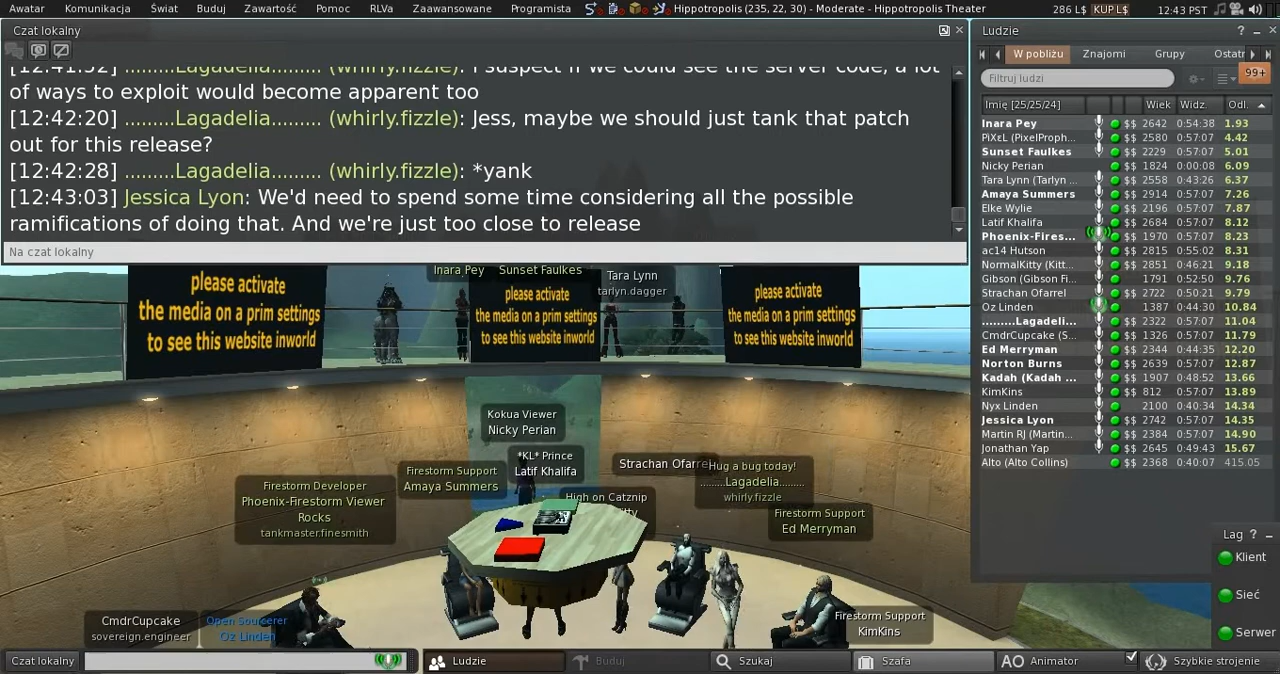 Awatar Komunikacja Świat Buduj Zawartość Pomoc RLVa Zaawansowane Programista Hippotropolis (235, 22, 30) - Moderate - Hippotropolis Theater 286 L$ KUP L$ 12:43 PST
Czat lokalny
[12:41:52] .........Lagadelia......... (whirly.fizzle): I suspect if we could see the server code, a lot
of ways to exploit would become apparent too
[12:42:20] .........Lagadelia......... (whirly.fizzle): Jess, maybe we should just tank that patch
out for this release?
[12:42:28] .........Lagadelia......... (whirly.fizzle): *yank
[12:43:03] Jessica Lyon: We'd need to spend some time considering all the possible
ramifications of doing that. And we're just too close to release
Na czat lokalny
Ludzie
W pobliżu Znajomi Grupy Ostatr
Filtruj ludzi
99+
Imię [25/25/24] Wiek Widz. Odl.
Inara Pey $$ 2642 0:54:38 1.93
PiXεL (PixelProph... $$ 2580 0:57:07 4.42
Sunset Faulkes $$ 2229 0:57:07 5.01
Nicky Perian $$ 1824 0:00:08 6.09
Tara Lynn (Tarlyn ... $$ 2558 0:43:26 6.37
Amaya Summers $$ 2914 0:57:07 7.26
Elke Wylie $$ 2196 0:57:07 7.87
Latif Khalifa $$ 2684 0:57:07 8.12
Phoenix-Fires... $$ 1970 0:57:07 8.23
ac14 Hutson $$ 2815 0:55:02 8.31
NormalKitty (Kitt... $$ 2851 0:46:21 9.18
Gibson (Gibson Fi... 1791 0:52:50 9.76
Strachan Ofarrel $$ 2722 0:50:21 9.79
Oz Linden 1387 0:44:30 10.84
.........Lagadeli... $$ 2322 0:57:07 11.04
CmdrCupcake (S... $$ 1326 0:57:07 11.79
Ed Merryman $$ 2344 0:44:35 12.20
Norton Burns $$ 2639 0:57:07 12.87
Kadah (Kadah ... $$ 1907 0:48:52 13.66
KimKins $$ 812 0:57:07 13.89
Nyx Linden 2100 0:40:34 14.34
Jessica Lyon $$ 2742 0:57:07 14.35
Martin RJ (Martin... $$ 2384 0:57:07 14.90
Jonathan Yap $$ 2645 0:49:43 15.67
Alto (Alto Collins) $$ 2368 0:40:07 415.05
Lag
Klient
Sieć
Serwer
please activate
the media on a prim settings
to see this website inworld
Inara Pey
Sunset Faulkes
please activate
the media on a prim settings
to see this website inworld
Tara Lynn
tarlyn.dagger
please activate
the media on a prim settings
to see this website inworld
Kokua Viewer
Nicky Perian
*KL* Prince
Latif Khalifa
Firestorm Support
Amaya Summers
Firestorm Developer
Phoenix-Firestorm Viewer
Rocks
tankmaster.finesmith
High on Catznip
Strachan Ofarre
Hug a bug today!
.........Lagadelia.........
whirly.fizzle
Firestorm Support
Ed Merryman
CmdrCupcake
sovereign.engineer
Open Sourcerer
Oz Linden
Firestorm Support
KimKins
Czat lokalny Ludzie Buduj Szukaj Szafa AO Animator Szybkie strojenie